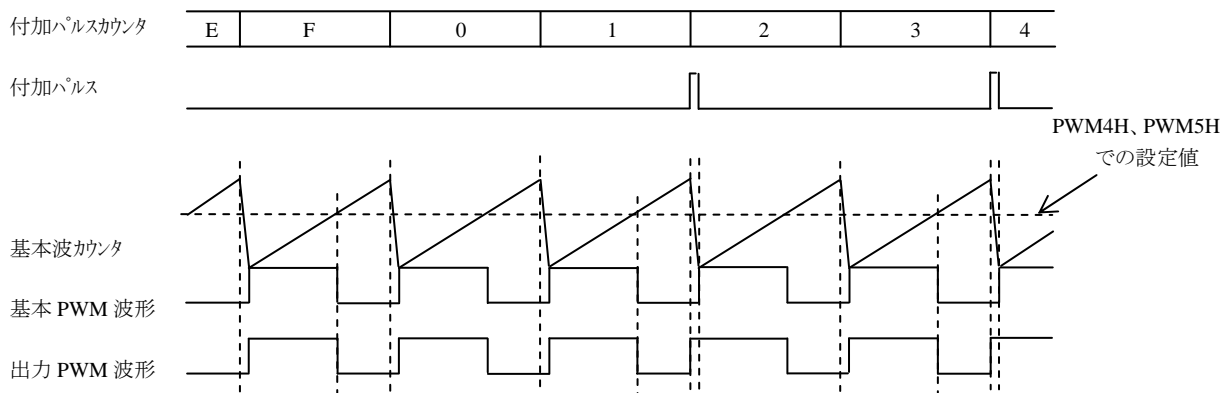 付加パルスカウンタ
E F 0 1 2 3 4
付加パルス
PWM4H、PWM5H
での設定値
基本波カウンタ
基本 PWM 波形
出力 PWM 波形